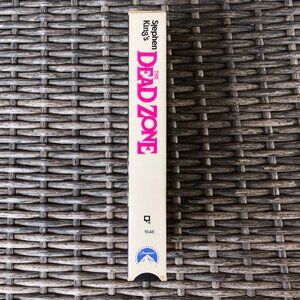 Stephen
King's
THE
DEAD ZONE
1646